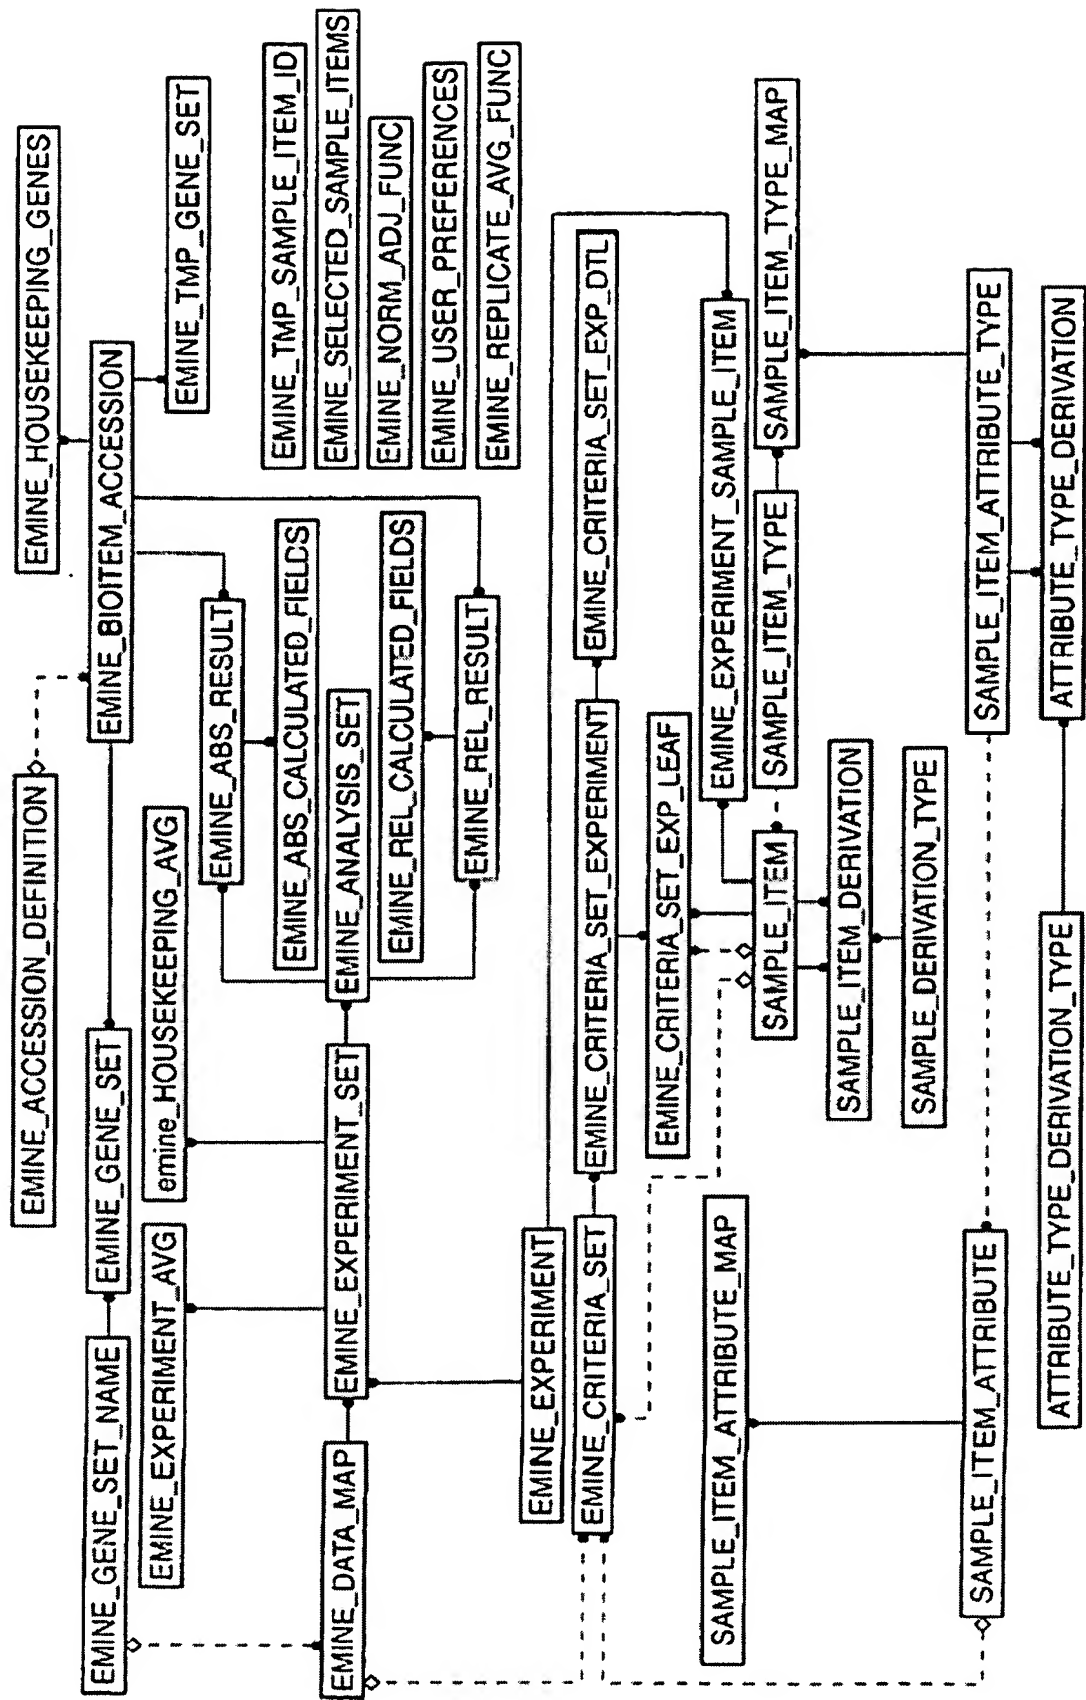 EMINE_ACCESSION_DEFINITION
EMINE_HOUSEKEEPING_GENES
EMINE_GENE_SET_NAME
EMINE_GENE_SET
EMINE_BIOITEM_ACCESSION
EMINE_EXPERIMENT_AVG
emine_HOUSEKEEPING_AVG
EMINE_TMP_GENE_SET
EMINE_ABS_RESULT
EMINE_ABS_CALCULATED_FIELDS
EMINE_TMP_SAMPLE_ITEM_ID
EMINE_DATA_MAP
EMINE_EXPERIMENT_SET
EMINE_ANALYSIS_SET
EMINE_SELECTED_SAMPLE_ITEMS
EMINE_REL_CALCULATED_FIELDS
EMINE_NORM_ADJ_FUNC
EMINE_USER_PREFERENCES
EMINE_REL_RESULT
EMINE_REPLICATE_AVG_FUNC
EMINE_EXPERIMENT
EMINE_CRITERIA_SET
EMINE_CRITERIA_SET_EXPERIMENT
EMINE_CRITERIA_SET_EXP_DTL
EMINE_CRITERIA_SET_EXP_LEAF
SAMPLE_ITEM_ATTRIBUTE_MAP
EMINE_EXPERIMENT_SAMPLE_ITEM
SAMPLE_ITEM
SAMPLE_ITEM_TYPE
SAMPLE_ITEM_TYPE_MAP
SAMPLE_ITEM_DERIVATION
SAMPLE_DERIVATION_TYPE
SAMPLE_ITEM_ATTRIBUTE
SAMPLE_ITEM_ATTRIBUTE_TYPE
ATTRIBUTE_TYPE_DERIVATION_TYPE
ATTRIBUTE_TYPE_DERIVATION